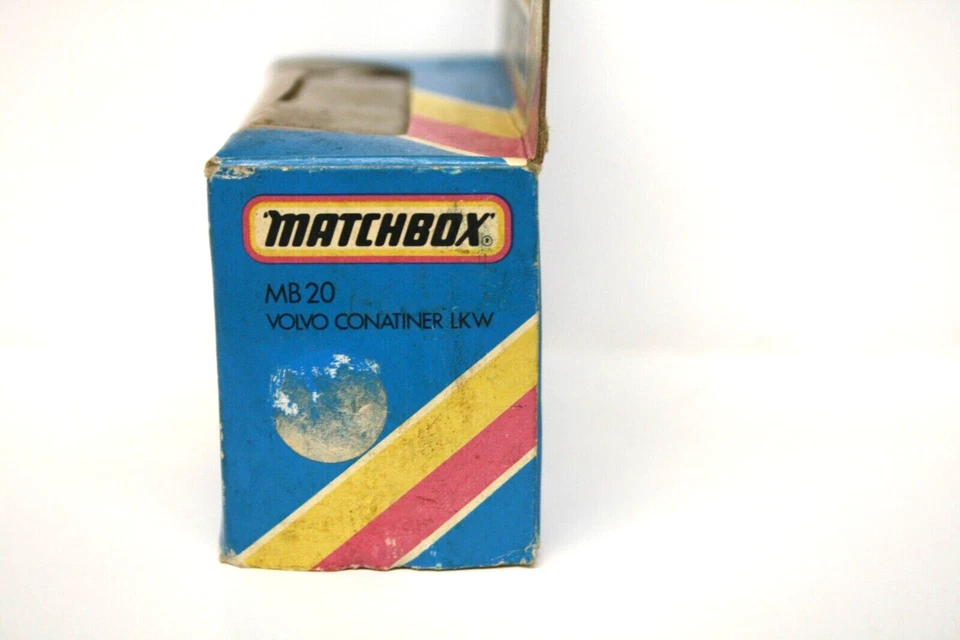 "MATCHBOX"®
MB 20
VOLVO CONATINER LKW